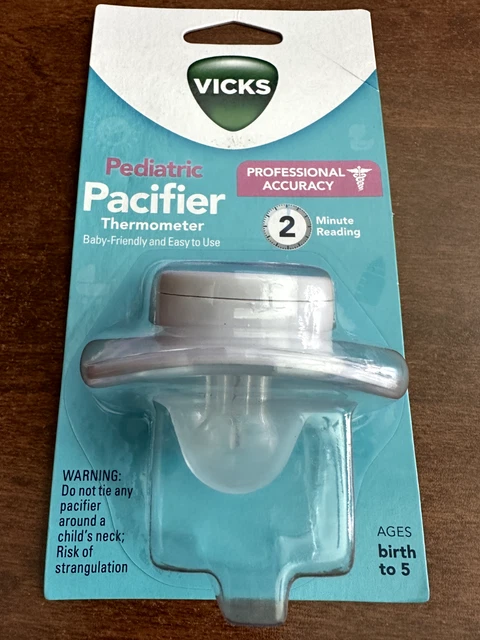 VICKS
Pediatric
Pacifier
Thermometer
Baby-Friendly and Easy to Use
PROFESSIONAL
ACCURACY
2
Minute
Reading
WARNING:
Do not tie any
pacifier
around a
child's neck;
Risk of
strangulation
AGES
birth
to 5